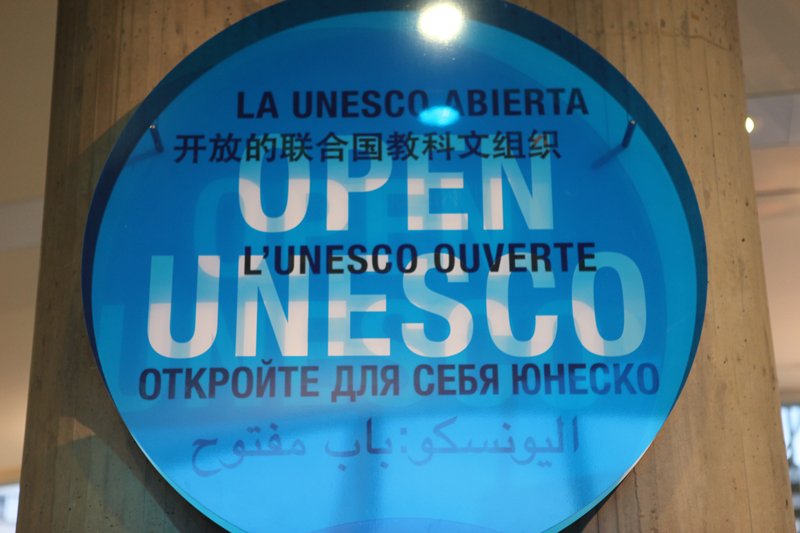 LA UNESCO ABIERTA
开放的联合国教科文组织
OPEN
L'UNESCO OUVERTE
UNESCO
ОТКРОЙТЕ ДЛЯ СЕБЯ ЮНЕСКО
اليونسكو:باب مفتوح